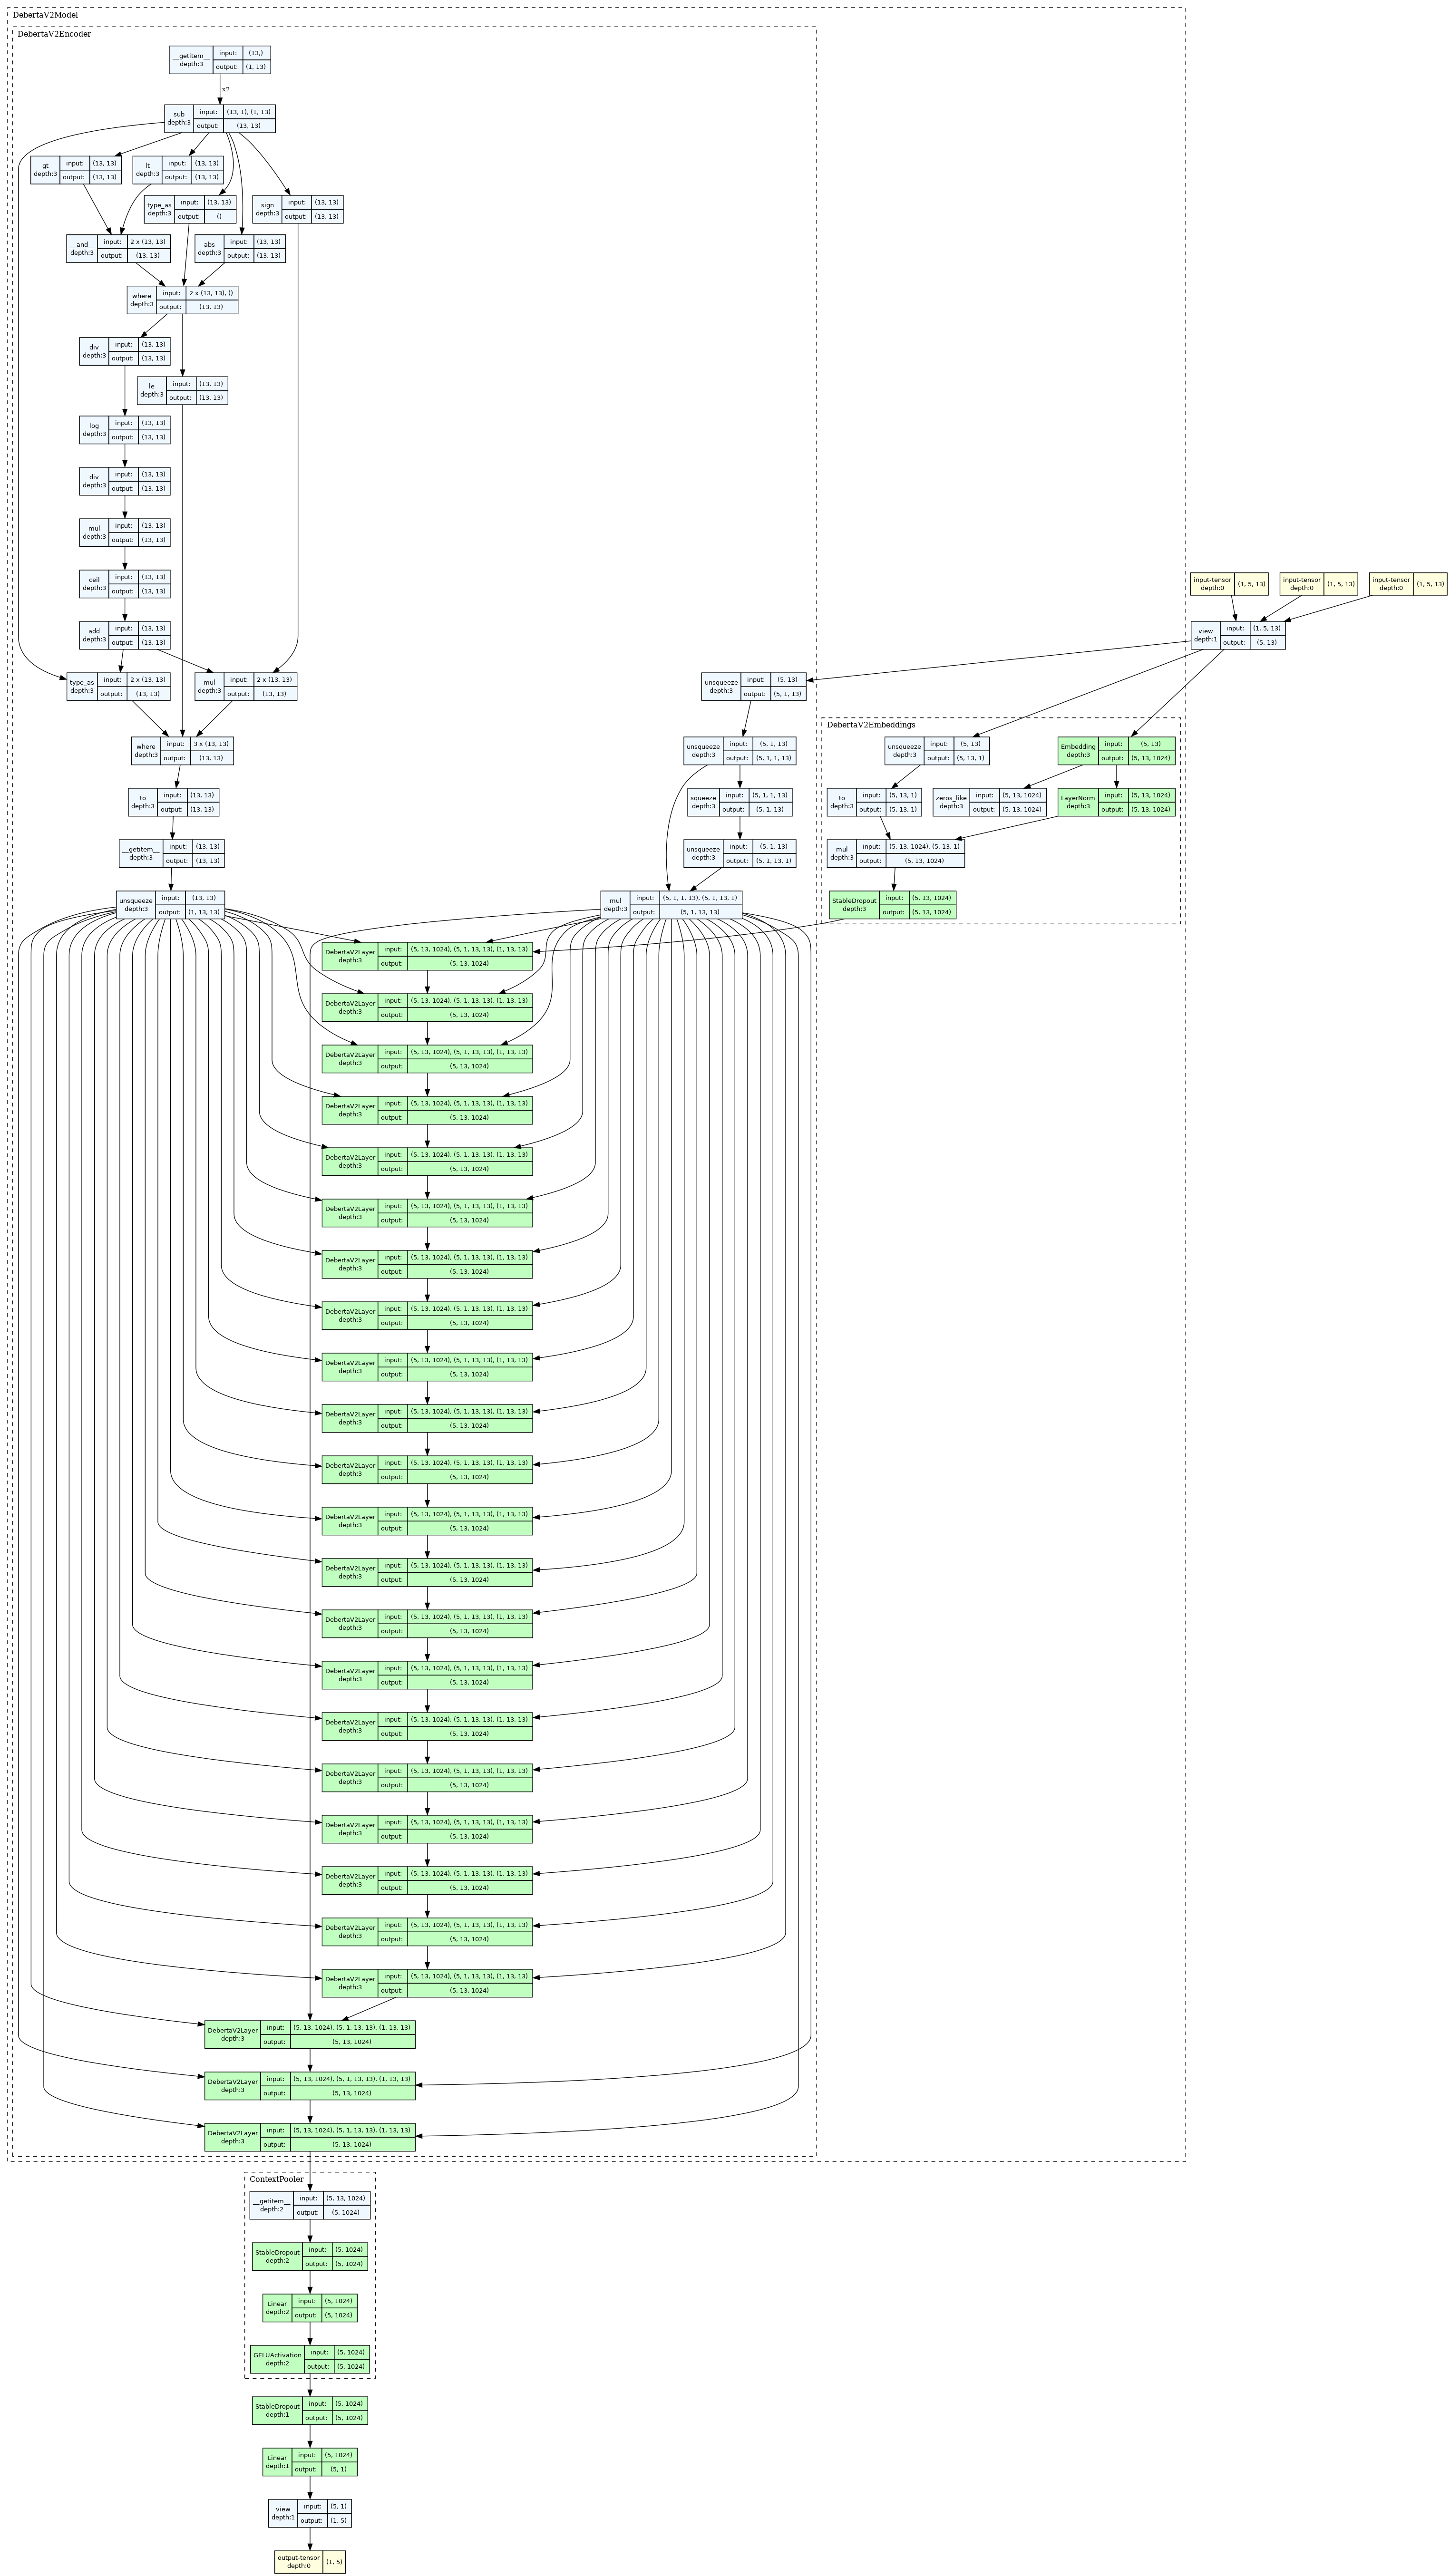 DebertaV2Model
DebertaV2Encoder
__getitem__
depth:3
input: (13,)
output: (1, 13)
x2
sub
depth:3
input: (13, 1), (1, 13)
output: (13, 13)
gt
depth:3
input: (13, 13)
output: (13, 13)
lt
depth:3
input: (13, 13)
output: (13, 13)
type_as
depth:3
input: (13, 13)
output: ()
sign
depth:3
input: (13, 13)
output: (13, 13)
__and__
depth:3
input: 2 x (13, 13)
output: (13, 13)
abs
depth:3
input: (13, 13)
output: (13, 13)
where
depth:3
input: 2 x (13, 13), ()
output: (13, 13)
div
depth:3
input: (13, 13)
output: (13, 13)
le
depth:3
input: (13, 13)
output: (13, 13)
log
depth:3
input: (13, 13)
output: (13, 13)
div
depth:3
input: (13, 13)
output: (13, 13)
mul
depth:3
input: (13, 13)
output: (13, 13)
ceil
depth:3
input: (13, 13)
output: (13, 13)
input-tensor
depth:0
(1, 5, 13)
input-tensor
depth:0
(1, 5, 13)
input-tensor
depth:0
(1, 5, 13)
add
depth:3
input: (13, 13)
output: (13, 13)
view
depth:1
input: (1, 5, 13)
output: (5, 13)
type_as
depth:3
input: 2 x (13, 13)
output: (13, 13)
mul
depth:3
input: 2 x (13, 13)
output: (13, 13)
unsqueeze
depth:3
input: (5, 13)
output: (5, 1, 13)
DebertaV2Embeddings
where
depth:3
input: 3 x (13, 13)
output: (13, 13)
unsqueeze
depth:3
input: (5, 1, 13)
output: (5, 1, 1, 13)
unsqueeze
depth:3
input: (5, 13)
output: (5, 13, 1)
Embedding
depth:3
input: (5, 13)
output: (5, 13, 1024)
to
depth:3
input: (13, 13)
output: (13, 13)
squeeze
depth:3
input: (5, 1, 1, 13)
output: (5, 1, 13)
to
depth:3
input: (5, 13, 1)
output: (5, 13, 1)
zeros_like
depth:3
input: (5, 13, 1024)
output: (5, 13, 1024)
LayerNorm
depth:3
input: (5, 13, 1024)
output: (5, 13, 1024)
__getitem__
depth:3
input: (13, 13)
output: (13, 13)
unsqueeze
depth:3
input: (5, 1, 13)
output: (5, 1, 13, 1)
mul
depth:3
input: (5, 13, 1024), (5, 13, 1)
output: (5, 13, 1024)
unsqueeze
depth:3
input: (13, 13)
output: (1, 13, 13)
mul
depth:3
input: (5, 1, 1, 13), (5, 1, 13, 1)
output: (5, 1, 13, 13)
StableDropout
depth:3
input: (5, 13, 1024)
output: (5, 13, 1024)
DebertaV2Layer
depth:3
input: (5, 13, 1024), (5, 1, 13, 13), (1, 13, 13)
output: (5, 13, 1024)
DebertaV2Layer
depth:3
input: (5, 13, 1024), (5, 1, 13, 13), (1, 13, 13)
output: (5, 13, 1024)
DebertaV2Layer
depth:3
input: (5, 13, 1024), (5, 1, 13, 13), (1, 13, 13)
output: (5, 13, 1024)
DebertaV2Layer
depth:3
input: (5, 13, 1024), (5, 1, 13, 13), (1, 13, 13)
output: (5, 13, 1024)
DebertaV2Layer
depth:3
input: (5, 13, 1024), (5, 1, 13, 13), (1, 13, 13)
output: (5, 13, 1024)
DebertaV2Layer
depth:3
input: (5, 13, 1024), (5, 1, 13, 13), (1, 13, 13)
output: (5, 13, 1024)
DebertaV2Layer
depth:3
input: (5, 13, 1024), (5, 1, 13, 13), (1, 13, 13)
output: (5, 13, 1024)
DebertaV2Layer
depth:3
input: (5, 13, 1024), (5, 1, 13, 13), (1, 13, 13)
output: (5, 13, 1024)
DebertaV2Layer
depth:3
input: (5, 13, 1024), (5, 1, 13, 13), (1, 13, 13)
output: (5, 13, 1024)
DebertaV2Layer
depth:3
input: (5, 13, 1024), (5, 1, 13, 13), (1, 13, 13)
output: (5, 13, 1024)
DebertaV2Layer
depth:3
input: (5, 13, 1024), (5, 1, 13, 13), (1, 13, 13)
output: (5, 13, 1024)
DebertaV2Layer
depth:3
input: (5, 13, 1024), (5, 1, 13, 13), (1, 13, 13)
output: (5, 13, 1024)
DebertaV2Layer
depth:3
input: (5, 13, 1024), (5, 1, 13, 13), (1, 13, 13)
output: (5, 13, 1024)
DebertaV2Layer
depth:3
input: (5, 13, 1024), (5, 1, 13, 13), (1, 13, 13)
output: (5, 13, 1024)
DebertaV2Layer
depth:3
input: (5, 13, 1024), (5, 1, 13, 13), (1, 13, 13)
output: (5, 13, 1024)
DebertaV2Layer
depth:3
input: (5, 13, 1024), (5, 1, 13, 13), (1, 13, 13)
output: (5, 13, 1024)
DebertaV2Layer
depth:3
input: (5, 13, 1024), (5, 1, 13, 13), (1, 13, 13)
output: (5, 13, 1024)
DebertaV2Layer
depth:3
input: (5, 13, 1024), (5, 1, 13, 13), (1, 13, 13)
output: (5, 13, 1024)
DebertaV2Layer
depth:3
input: (5, 13, 1024), (5, 1, 13, 13), (1, 13, 13)
output: (5, 13, 1024)
DebertaV2Layer
depth:3
input: (5, 13, 1024), (5, 1, 13, 13), (1, 13, 13)
output: (5, 13, 1024)
DebertaV2Layer
depth:3
input: (5, 13, 1024), (5, 1, 13, 13), (1, 13, 13)
output: (5, 13, 1024)
DebertaV2Layer
depth:3
input: (5, 13, 1024), (5, 1, 13, 13), (1, 13, 13)
output: (5, 13, 1024)
DebertaV2Layer
depth:3
input: (5, 13, 1024), (5, 1, 13, 13), (1, 13, 13)
output: (5, 13, 1024)
DebertaV2Layer
depth:3
input: (5, 13, 1024), (5, 1, 13, 13), (1, 13, 13)
output: (5, 13, 1024)
ContextPooler
__getitem__
depth:2
input: (5, 13, 1024)
output: (5, 1024)
StableDropout
depth:2
input: (5, 1024)
output: (5, 1024)
Linear
depth:2
input: (5, 1024)
output: (5, 1024)
GELUActivation
depth:2
input: (5, 1024)
output: (5, 1024)
StableDropout
depth:1
input: (5, 1024)
output: (5, 1024)
Linear
depth:1
input: (5, 1024)
output: (5, 1)
view
depth:1
input: (5, 1)
output: (1, 5)
output-tensor
depth:0
(1, 5)